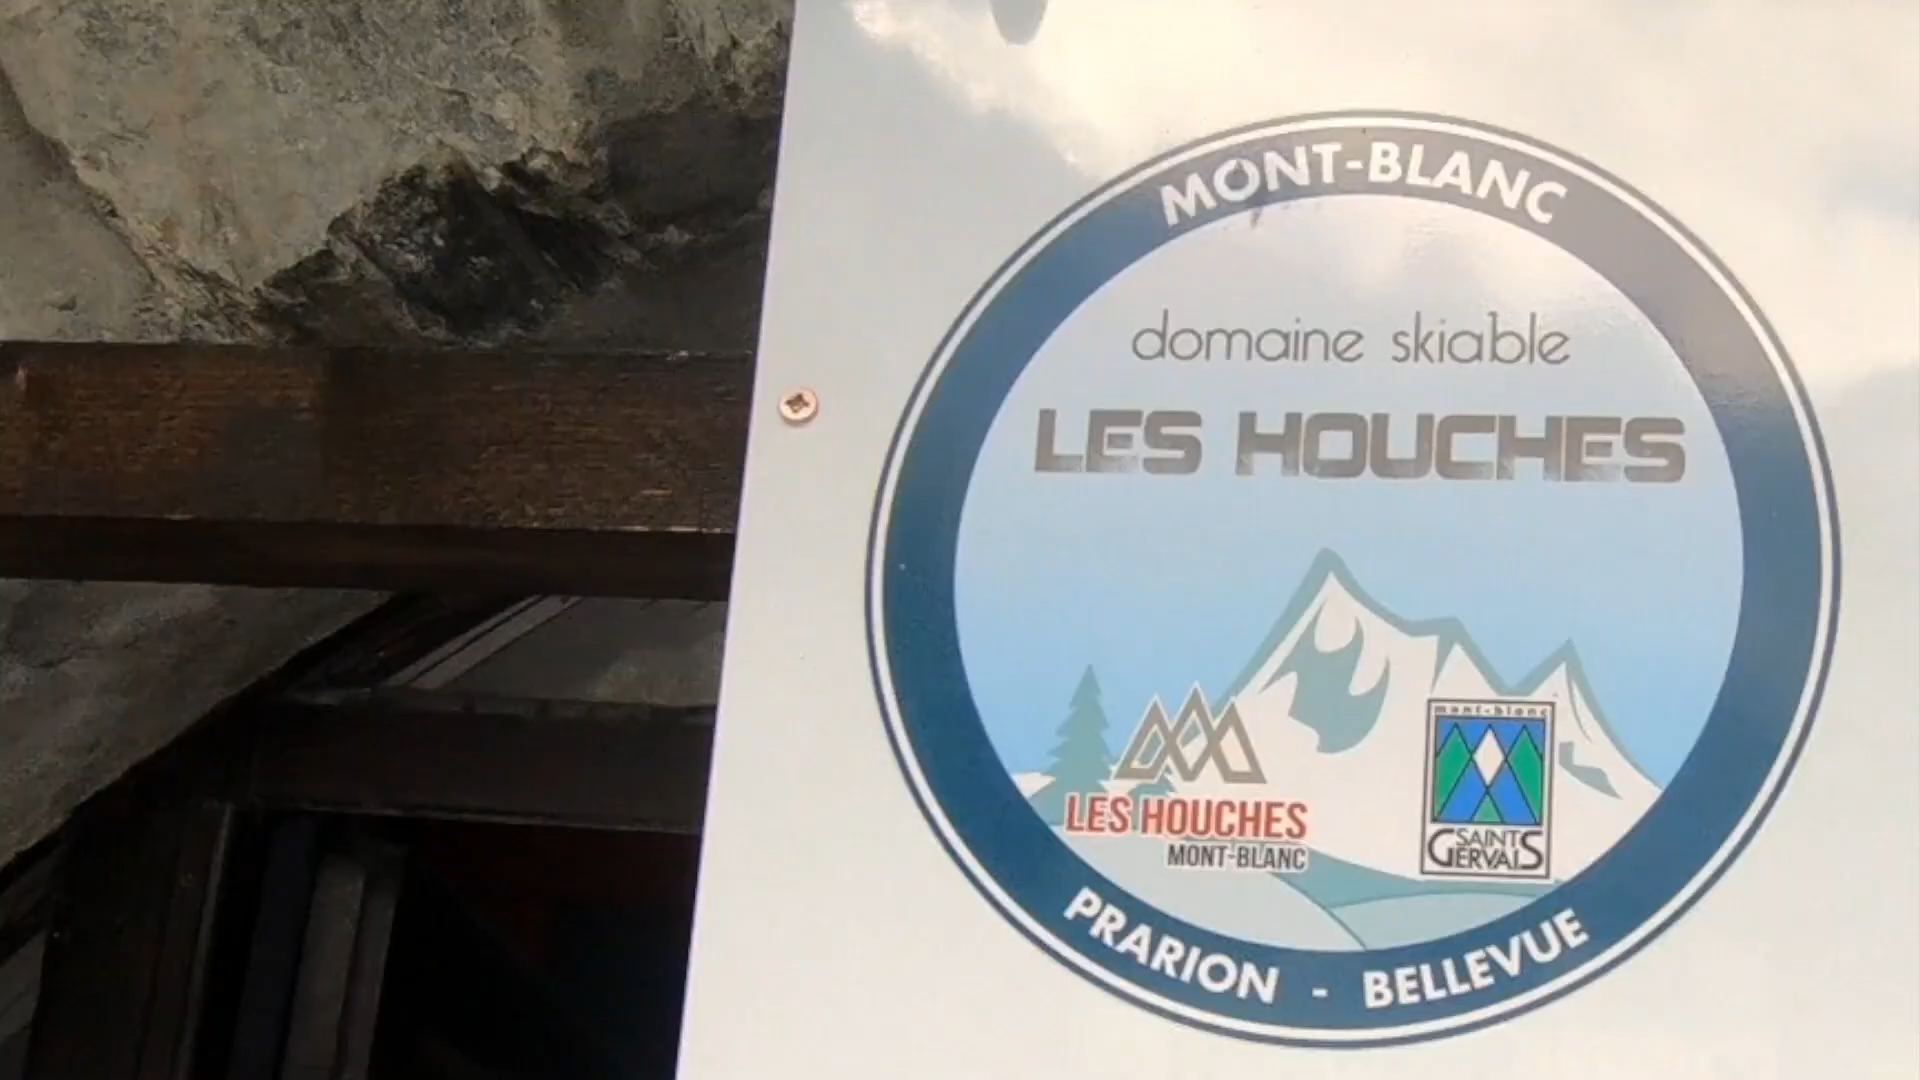 MONT-BLANC
domaine skiable
LES HOUCHES
LES HOUCHES
MONT-BLANC
mont-blanc
SAINT
GERVAIS
PRARION - BELLEVUE